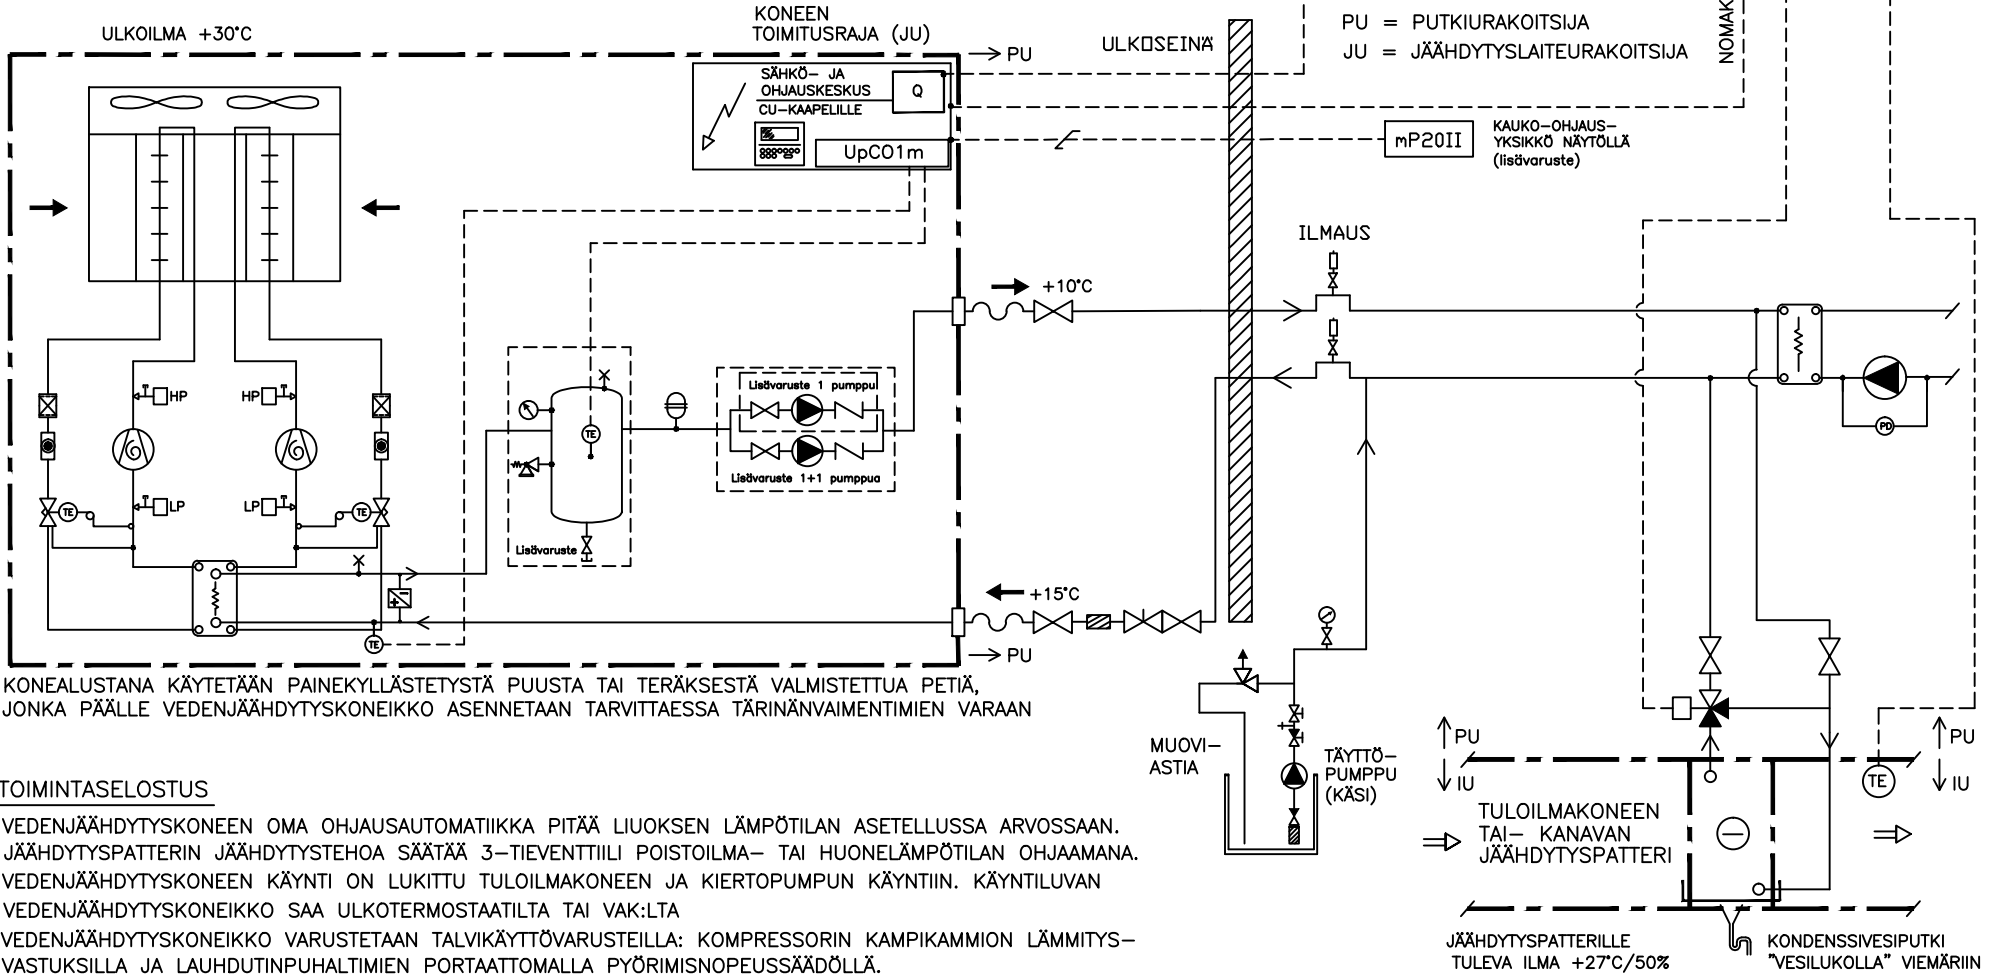 ULKOILMA +30°C
KONEEN
TOIMITUSRAJA (JU)
PU
ULKOSEINÄ
PU = PUTKIURAKOITSIJA
JU = JÄÄHDYTYSLAITEURAKOITSIJA
NOMAK
SÄHKÖ- JA
OHJAUSKESKUS
CU-KAAPELILLE
Q
UpCO1m
mP20II
KAUKO-OHJAUS-
YKSIKKÖ NÄYTÖLLÄ
(lisävaruste)
ILMAUS
+10°C
HP
HP
LP
LP
TE
TE
TE
TE
Lisävaruste
Lisävaruste 1 pumppu
Lisävaruste 1+1 pumppua
PD
+15°C
PU
KONEALUSTANA KÄYTETÄÄN PAINEKYLLÄSTETYSTÄ PUUSTA TAI TERÄKSESTÄ VALMISTETTUA PETIÄ,
JONKA PÄÄLLE VEDENJÄÄHDYTYSKONEIKKO ASENNETAAN TARVITTAESSA TÄRINÄNVAIMENTIMIEN VARAAN
MUOVI-
ASTIA
TÄYTTÖ-
PUMPPU
(KÄSI)
PU
IU
PU
IU
TE
TULOILMAKONEEN
TAI- KANAVAN
JÄÄHDYTYSPATTERI
TOIMINTASELOSTUS
VEDENJÄÄHDYTYSKONEEN OMA OHJAUSAUTOMATIIKKA PITÄÄ LIUOKSEN LÄMPÖTILAN ASETELLUSSA ARVOSSAAN.
JÄÄHDYTYSPATTERIN JÄÄHDYTYSTEHOA SÄÄTÄÄ 3-TIEVENTTIILI POISTOILMA- TAI HUONELÄMPÖTILAN OHJAAMANA.
VEDENJÄÄHDYTYSKONEEN KÄYNTI ON LUKITTU TULOILMAKONEEN JA KIERTOPUMPUN KÄYNTIIN. KÄYNTILUVAN
VEDENJÄÄHDYTYSKONEIKKO SAA ULKOTERMOSTAATILTA TAI VAK:LTA
VEDENJÄÄHDYTYSKONEIKKO VARUSTETAAN TALVIKÄYTTÖVARUSTEILLA: KOMPRESSORIN KAMPIKAMMION LÄMMITYS-
VASTUKSILLA JA LAUHDUTINPUHALTIMIEN PORTAATTOMALLA PYÖRIMISNOPEUSSÄÄDÖLLÄ.
JÄÄHDYTYSPATTERILLE
TULEVA ILMA +27°C/50%
KONDENSSIVESIPUTKI
"VESILUKOLLA" VIEMÄRIIN